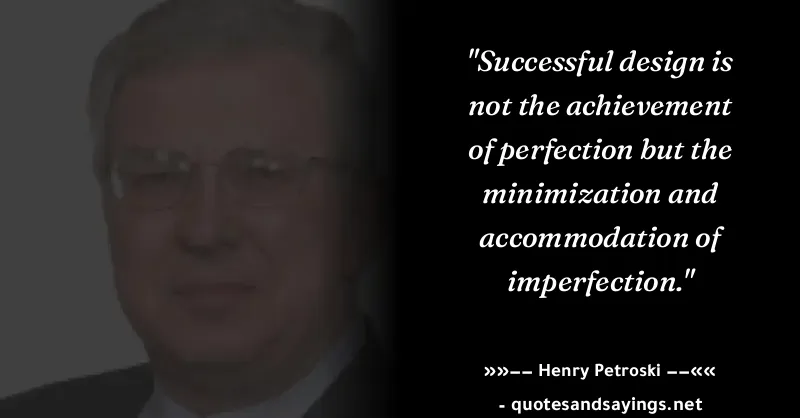 "Successful design is
not the achievement
of perfection but the
minimization and
accommodation of
imperfection."
»»–– Henry Petroski ––««
- quotesandsayings.net